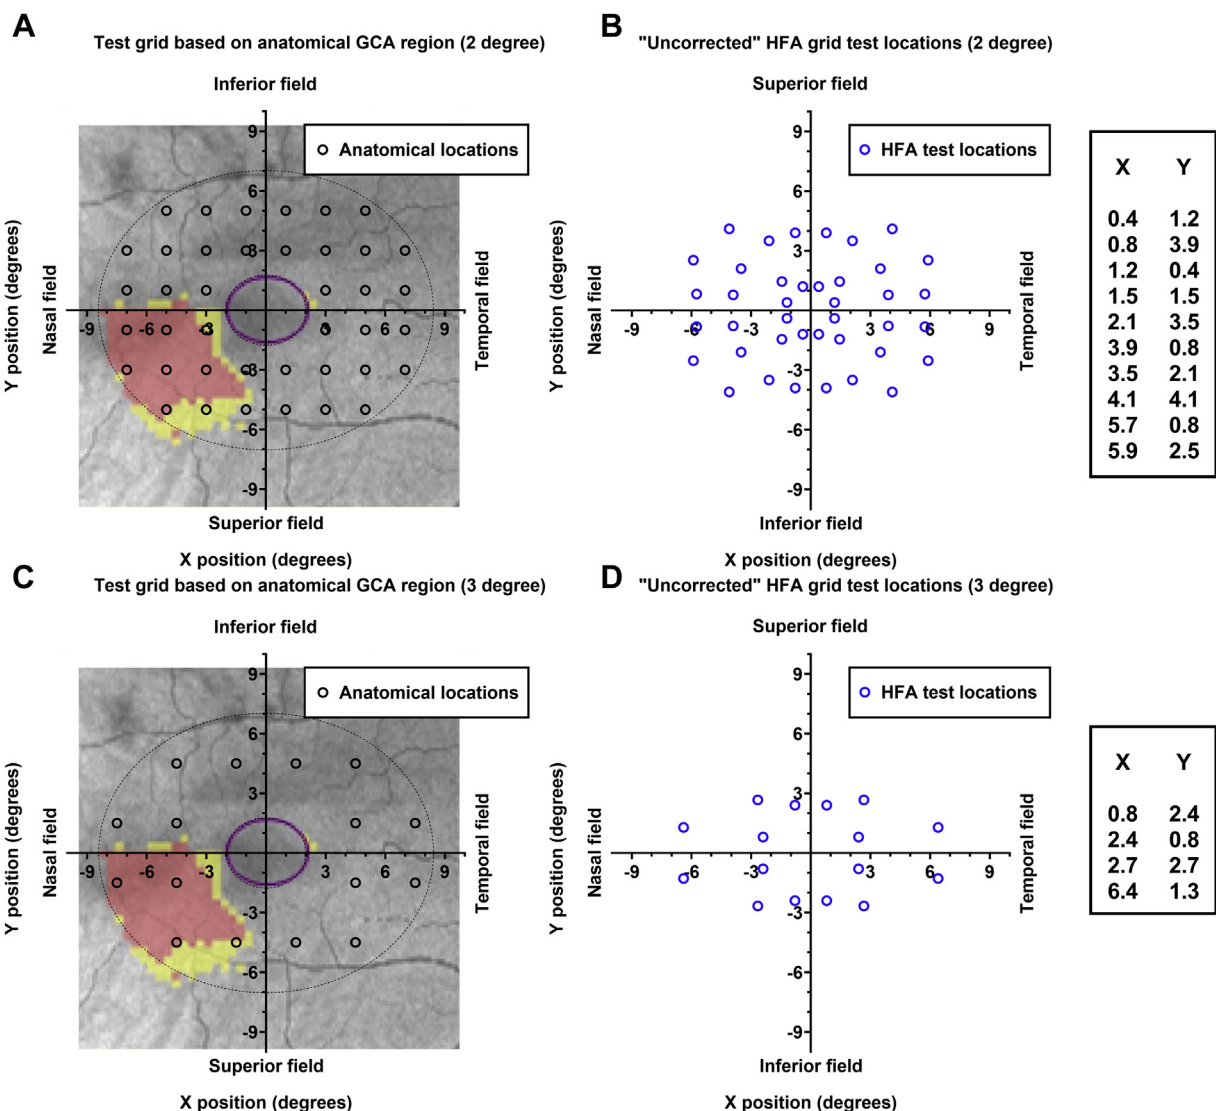 A
Test grid based on anatomical GCA region (2 degree)
Inferior field
Anatomical locations
Y position (degrees)
Nasal field
Temporal field
9
6
3
-9
-6
-3
3
6
9
-3
-6
-9
Superior field
X position (degrees)
B
"Uncorrected" HFA grid test locations (2 degree)
Superior field
HFA test locations
Y position (degrees)
Nasal field
Temporal field
9
6
3
-9
-6
-3
3
6
9
-3
-6
-9
Inferior field
X position (degrees)
X Y
0.4 1.2
0.8 3.9
1.2 0.4
1.5 1.5
2.1 3.5
3.9 0.8
3.5 2.1
4.1 4.1
5.7 0.8
5.9 2.5
C
Test grid based on anatomical GCA region (3 degree)
Inferior field
Anatomical locations
Y position (degrees)
Nasal field
Temporal field
9
6
3
-9
-6
-3
3
6
9
-3
-6
-9
Superior field
X position (degrees)
D
"Uncorrected" HFA grid test locations (3 degree)
Superior field
HFA test locations
Y position (degrees)
Nasal field
Temporal field
9
6
3
-9
-6
-3
3
6
9
-3
-6
-9
Inferior field
X position (degrees)
X Y
0.8 2.4
2.4 0.8
2.7 2.7
6.4 1.3